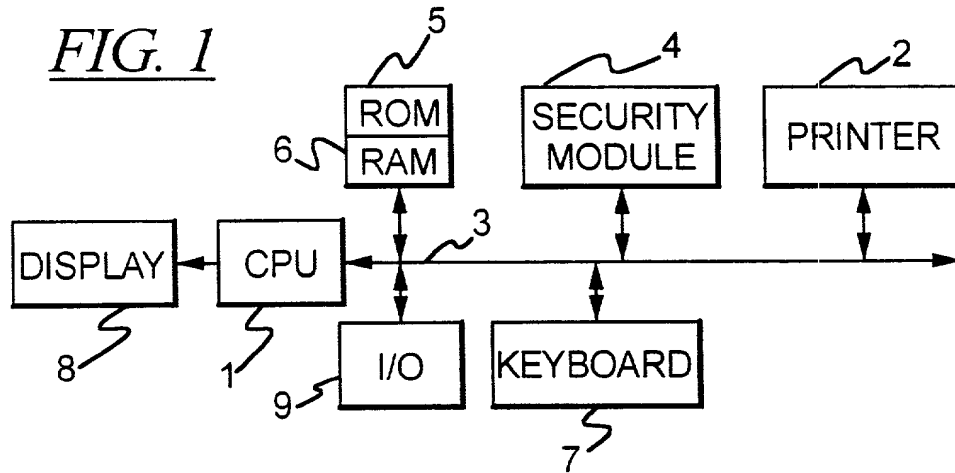 FIG. 1
5
4
2
ROM
RAM
6
SECURITY
MODULE
PRINTER
3
DISPLAY
CPU
8
1
I/O
9
KEYBOARD
7